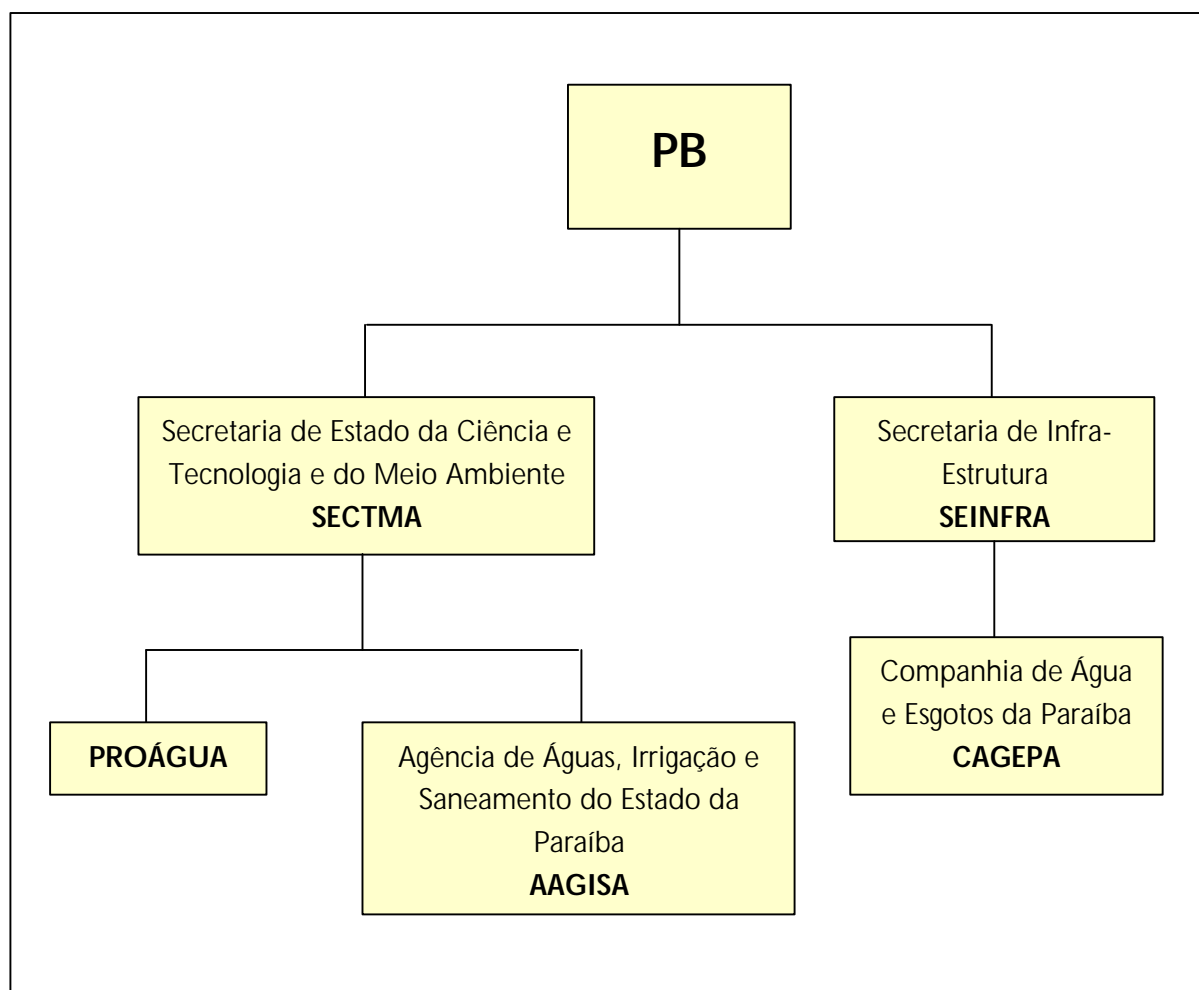 PB
Secretaria de Estado da Ciência e
Tecnologia e do Meio Ambiente
SECTMA
Secretaria de Infra-
Estrutura
SEINFRA
PROÁGUA
Agência de Águas, Irrigação e
Saneamento do Estado da
Paraíba
AAGISA
Companhia de Água
e Esgotos da Paraíba
CAGEPA